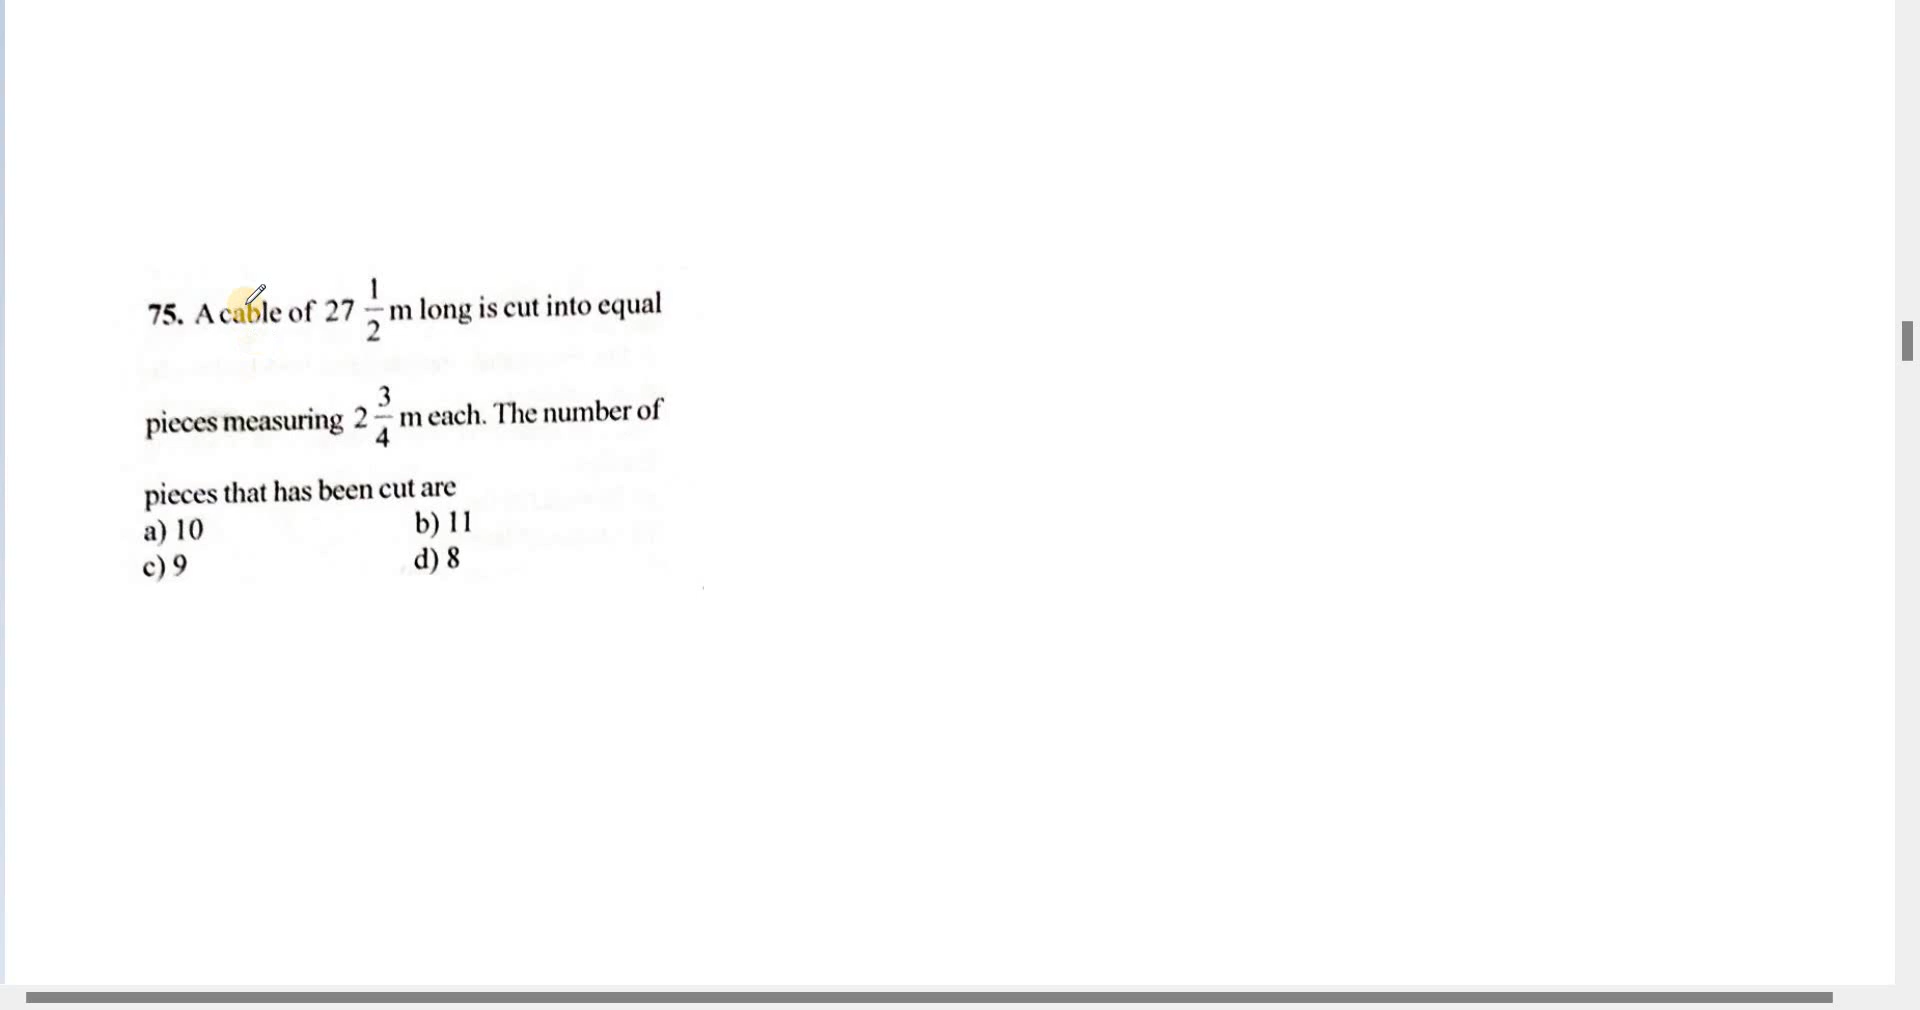 75. A cable of 27 1/2 m long is cut into equal
pieces measuring 2 3/4 m each. The number of
pieces that has been cut are
a) 10 b) 11
c) 9 d) 8